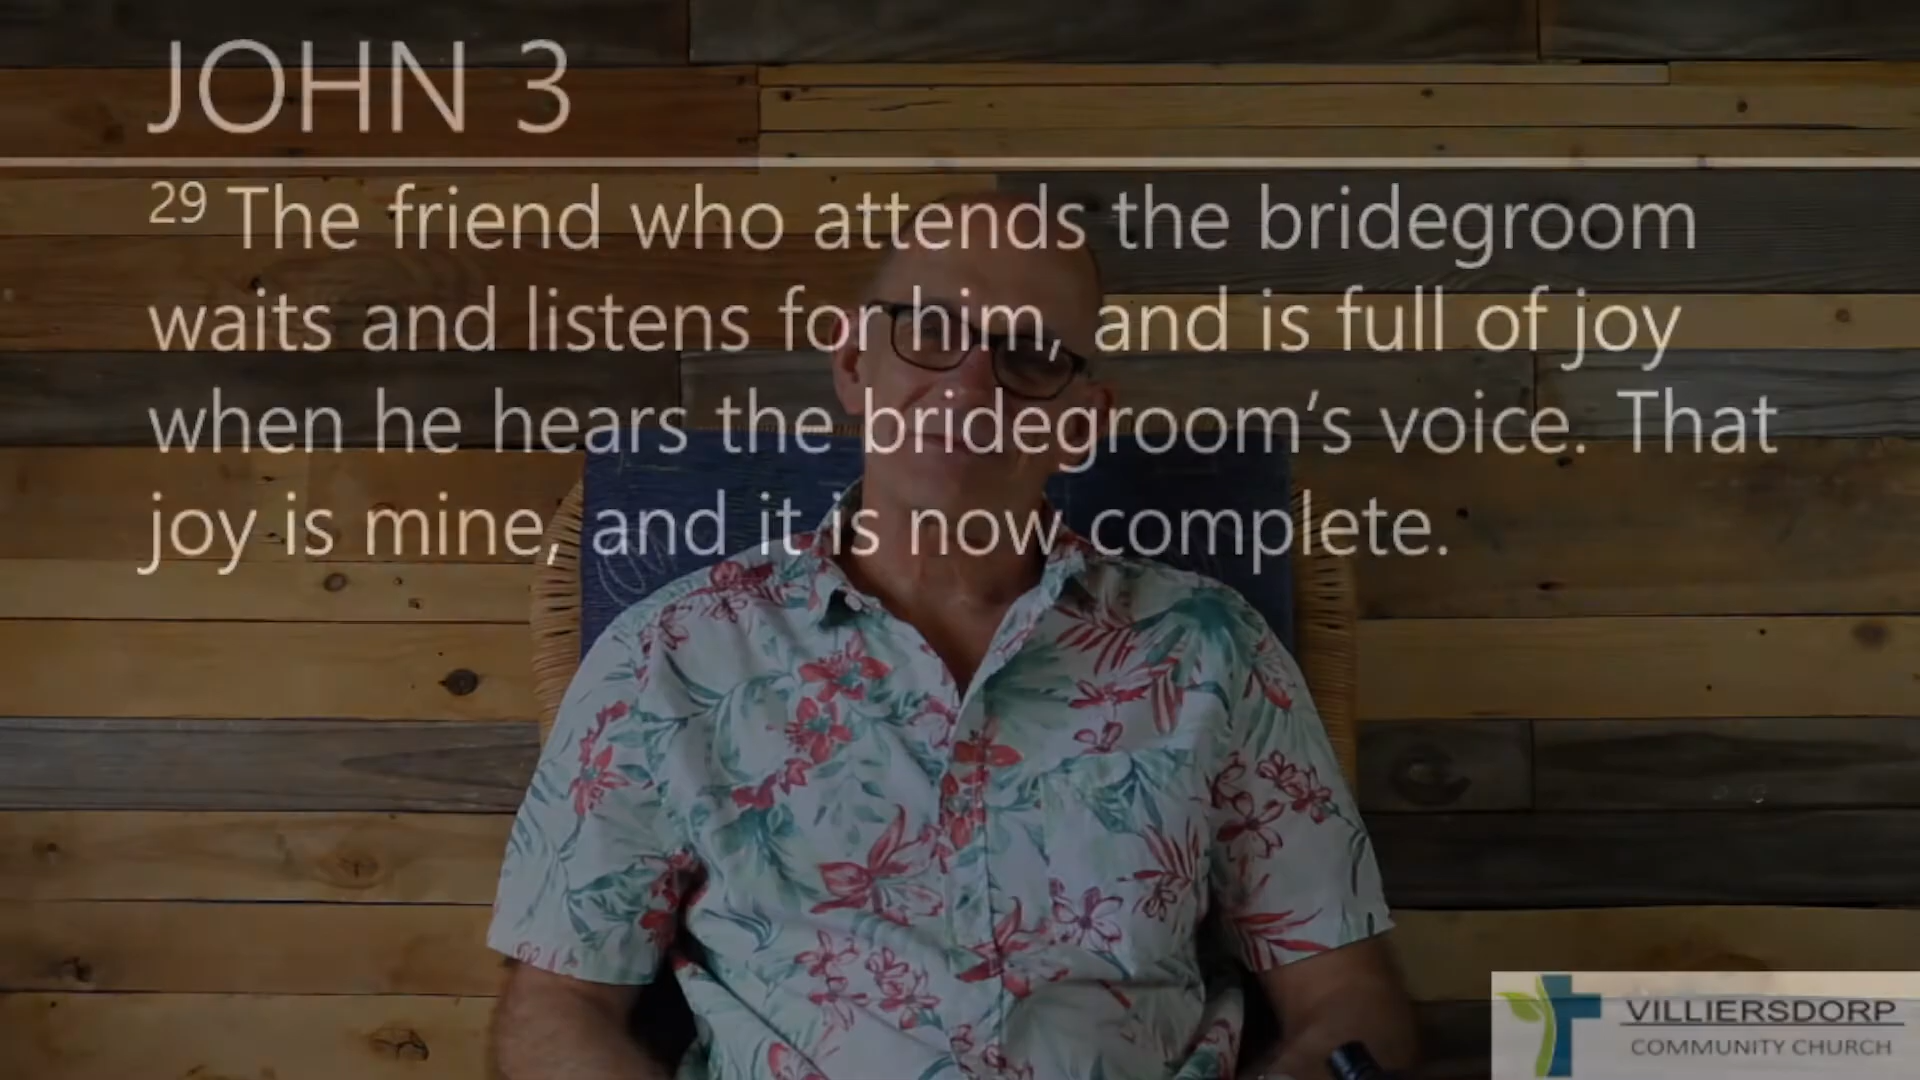 JOHN 3
29 The friend who attends the bridegroom
waits and listens for him, and is full of joy
when he hears the bridegroom’s voice. That
joy is mine, and it is now complete.
VILLIERSDORP
COMMUNITY CHURCH